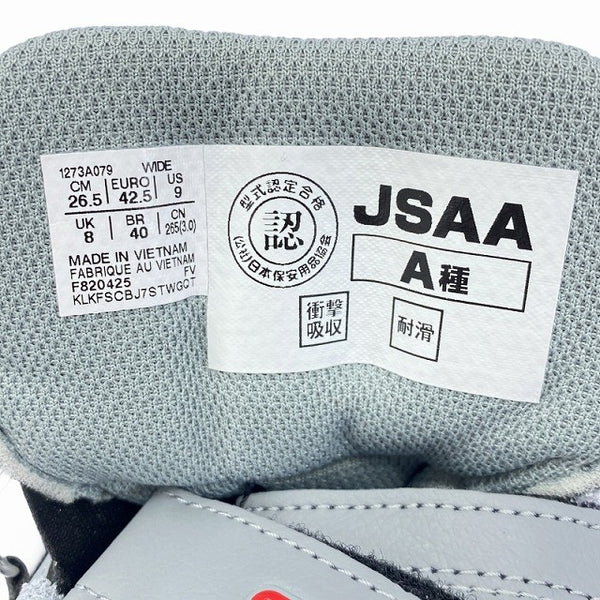 1273A079 WIDE
CM EURO US
26.5 42.5 9
UK BR CN
8 40 265(3.0)
MADE IN VIETNAM
FABRIQUE AU VIETNAM
F820425 FV
KLKFSCBJ7STWGCT
型式認定合格
認
(公社)日本保安用品協会
JSAA
A種
衝撃
吸収
耐滑